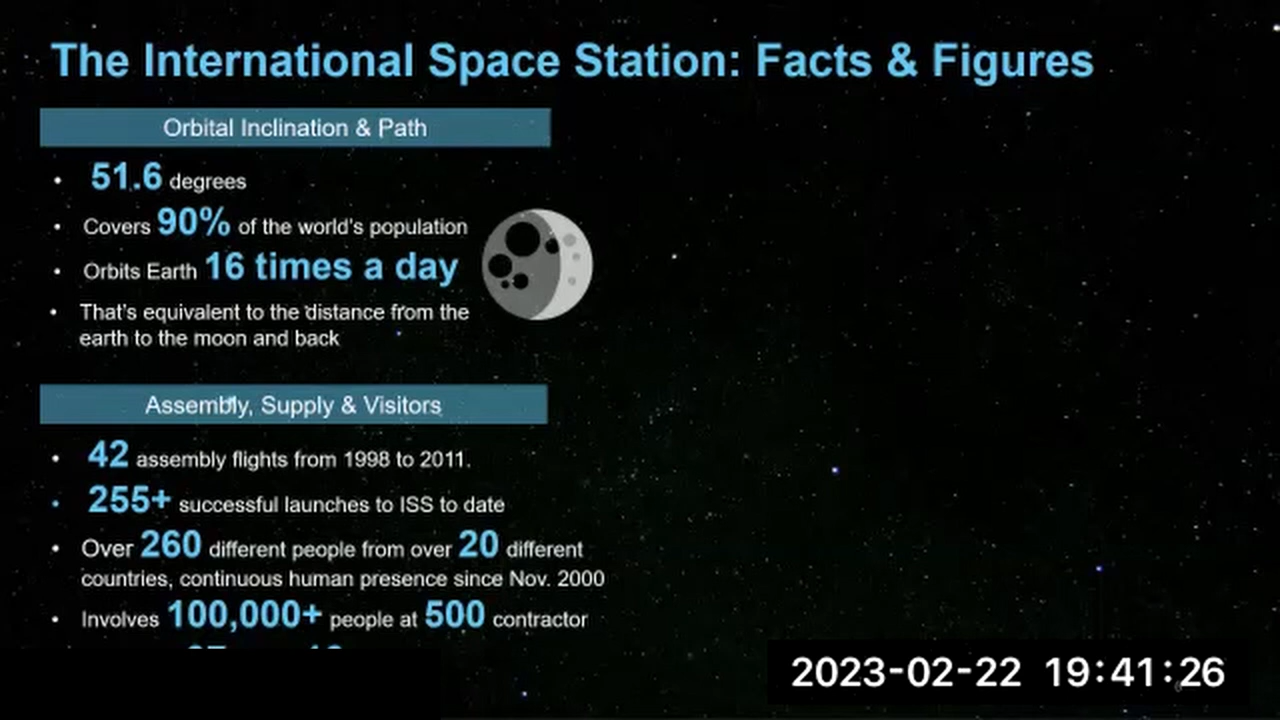 The International Space Station: Facts & Figures
Orbital Inclination & Path
• 51.6 degrees
• Covers 90% of the world's population
• Orbits Earth 16 times a day
• That's equivalent to the distance from the
earth to the moon and back
Assembly, Supply & Visitors
• 42 assembly flights from 1998 to 2011.
• 255+ successful launches to ISS to date
• Over 260 different people from over 20 different
countries, continuous human presence since Nov. 2000
• Involves 100,000+ people at 500 contractor
2023-02-22 19:41:26